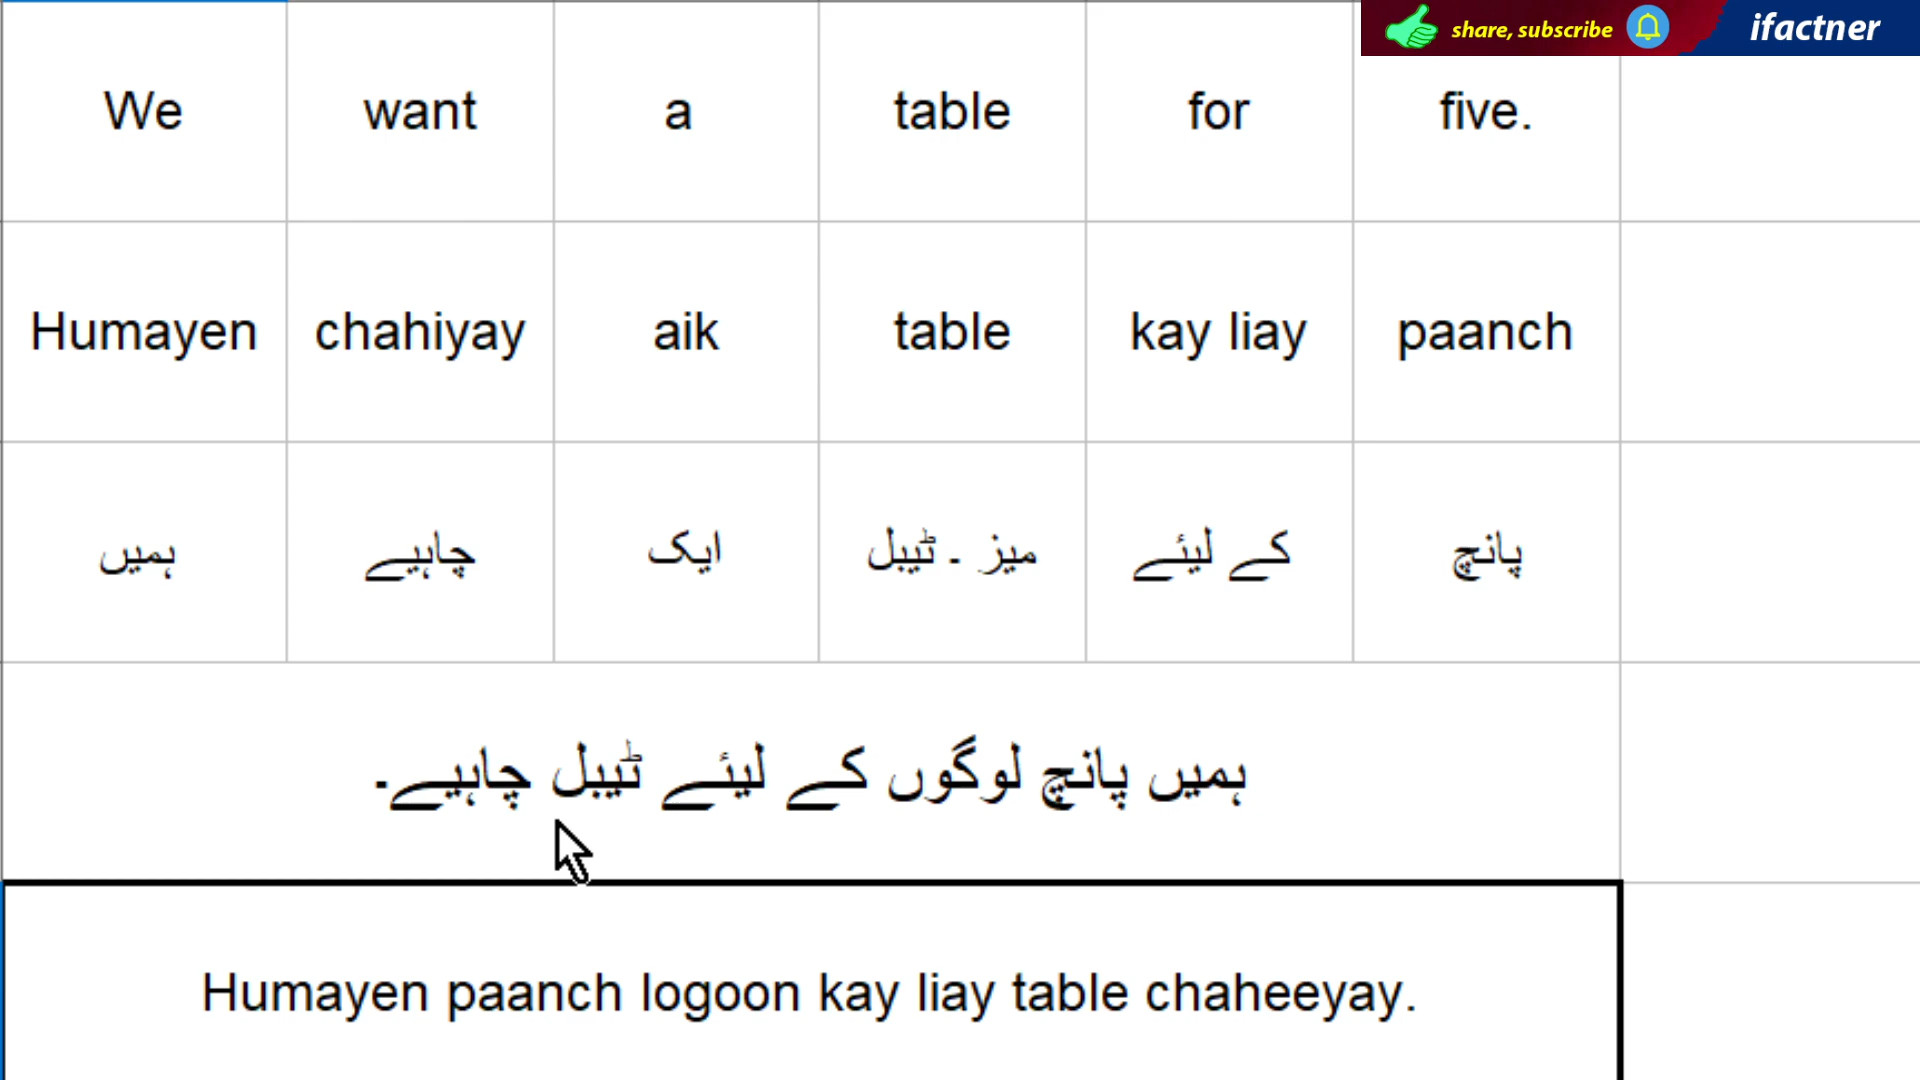 share, subscribe ifactner
We want a table for five.
Humayen chahiyay aik table kay liay paanch
ہمیں چاہیے ایک میز ۔ ٹیبل کے لیئے پانچ
ہمیں پانچ لوگوں کے لیئے ٹیبل چاہیے۔
Humayen paanch logoon kay liay table chaheeyay.